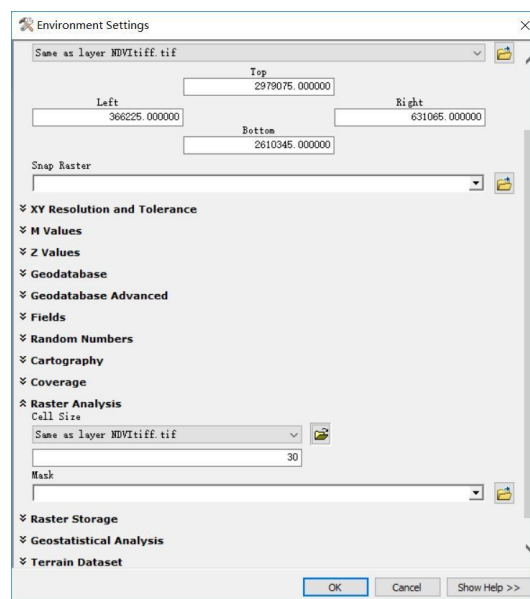 Environment Settings
Same as layer NDVItiff.tif
Top
2979075.000000
Left
Right
366225.000000
631065.000000
Bottom
2610345.000000
Snap Raster
XY Resolution and Tolerance
M Values
Z Values
Geodatabase
Geodatabase Advanced
Fields
Random Numbers
Cartography
Coverage
Raster Analysis
Cell Size
Same as layer NDVItiff.tif
30
Mask
Raster Storage
Geostatistical Analysis
Terrain Dataset
OK Cancel Show Help >>